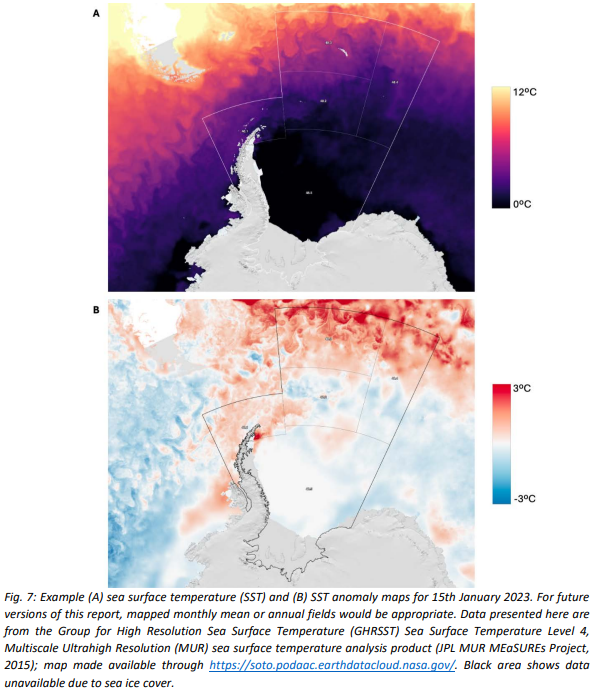 A
12ºC
0ºC
B
3ºC
-3ºC
Fig. 7: Example (A) sea surface temperature (SST) and (B) SST anomaly maps for 15th January 2023. For future
versions of this report, mapped monthly mean or annual fields would be appropriate. Data presented here are
from the Group for High Resolution Sea Surface Temperature (GHRSST) Sea Surface Temperature Level 4,
Multiscale Ultrahigh Resolution (MUR) sea surface temperature analysis product (JPL MUR MEaSUREs Project,
2015); map made available through https://soto.podaac.earthdatacloud.nasa.gov/. Black area shows data
unavailable due to sea ice cover.